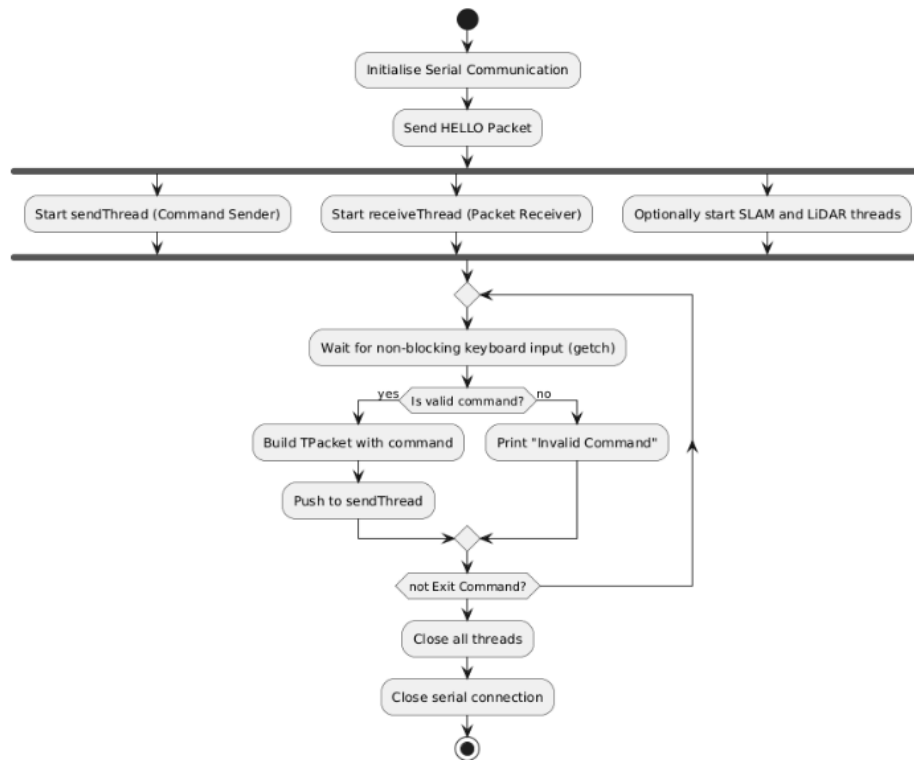 Initialise Serial Communication
Send HELLO Packet
Start sendThread (Command Sender)
Start receiveThread (Packet Receiver)
Optionally start SLAM and LiDAR threads
Wait for non-blocking keyboard input (getch)
yes
Is valid command?
no
Build TPacket with command
Print "Invalid Command"
Push to sendThread
not Exit Command?
Close all threads
Close serial connection